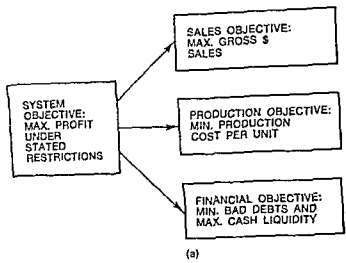 SALES OBJECTIVE:
MAX. GROSS $
SALES
SYSTEM
OBJECTIVE:
MAX. PROFIT
UNDER
STATED
RESTRICTIONS
PRODUCTION OBJECTIVE:
MIN. PRODUCTION
COST PER UNIT
FINANCIAL OBJECTIVE:
MIN. BAD DEBTS AND
MAX. CASH LIQUIDITY
(a)